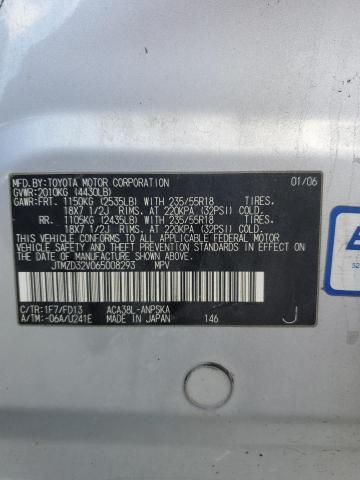 MFD.BY:TOYOTA MOTOR CORPORATION 01/06
GVWR:2010KG (4430LB)
GAWR:FRT. 1150KG (2535LB) WITH 235/55R18 TIRES.
18X7 1/2J RIMS. AT 220KPA (32PSI) COLD.
RR. 1105KG (2435LB) WITH 235/55R18 TIRES.
18X7 1/2J RIMS. AT 220KPA (32PSI) COLD.
THIS VEHICLE CONFORMS TO ALL APPLICABLE FEDERAL
MOTOR VEHICLE SAFETY, BUMPER, AND THEFT PREVENTION
STANDARDS IN EFFECT ON THE DATE OF MANUFACTURE
SHOWN ABOVE.
JTMZD32V065008293 MPV
C/TR:1F7/FD13 ACA38L-ANPSKA
A/TM:-06A/U241E MADE IN JAPAN 146 J
52